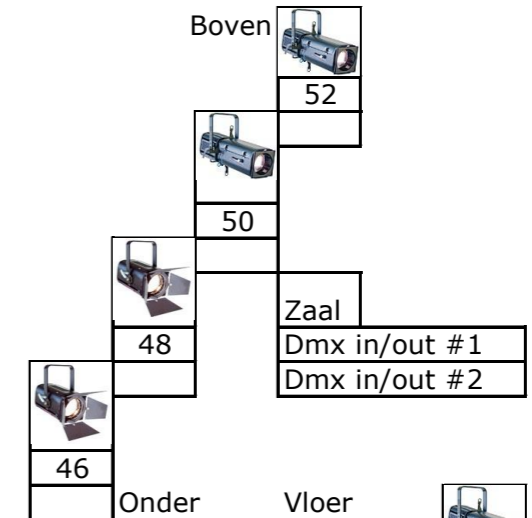 Boven
52
50
Zaal
48 Dmx in/out #1
Dmx in/out #2
46
Onder Vloer